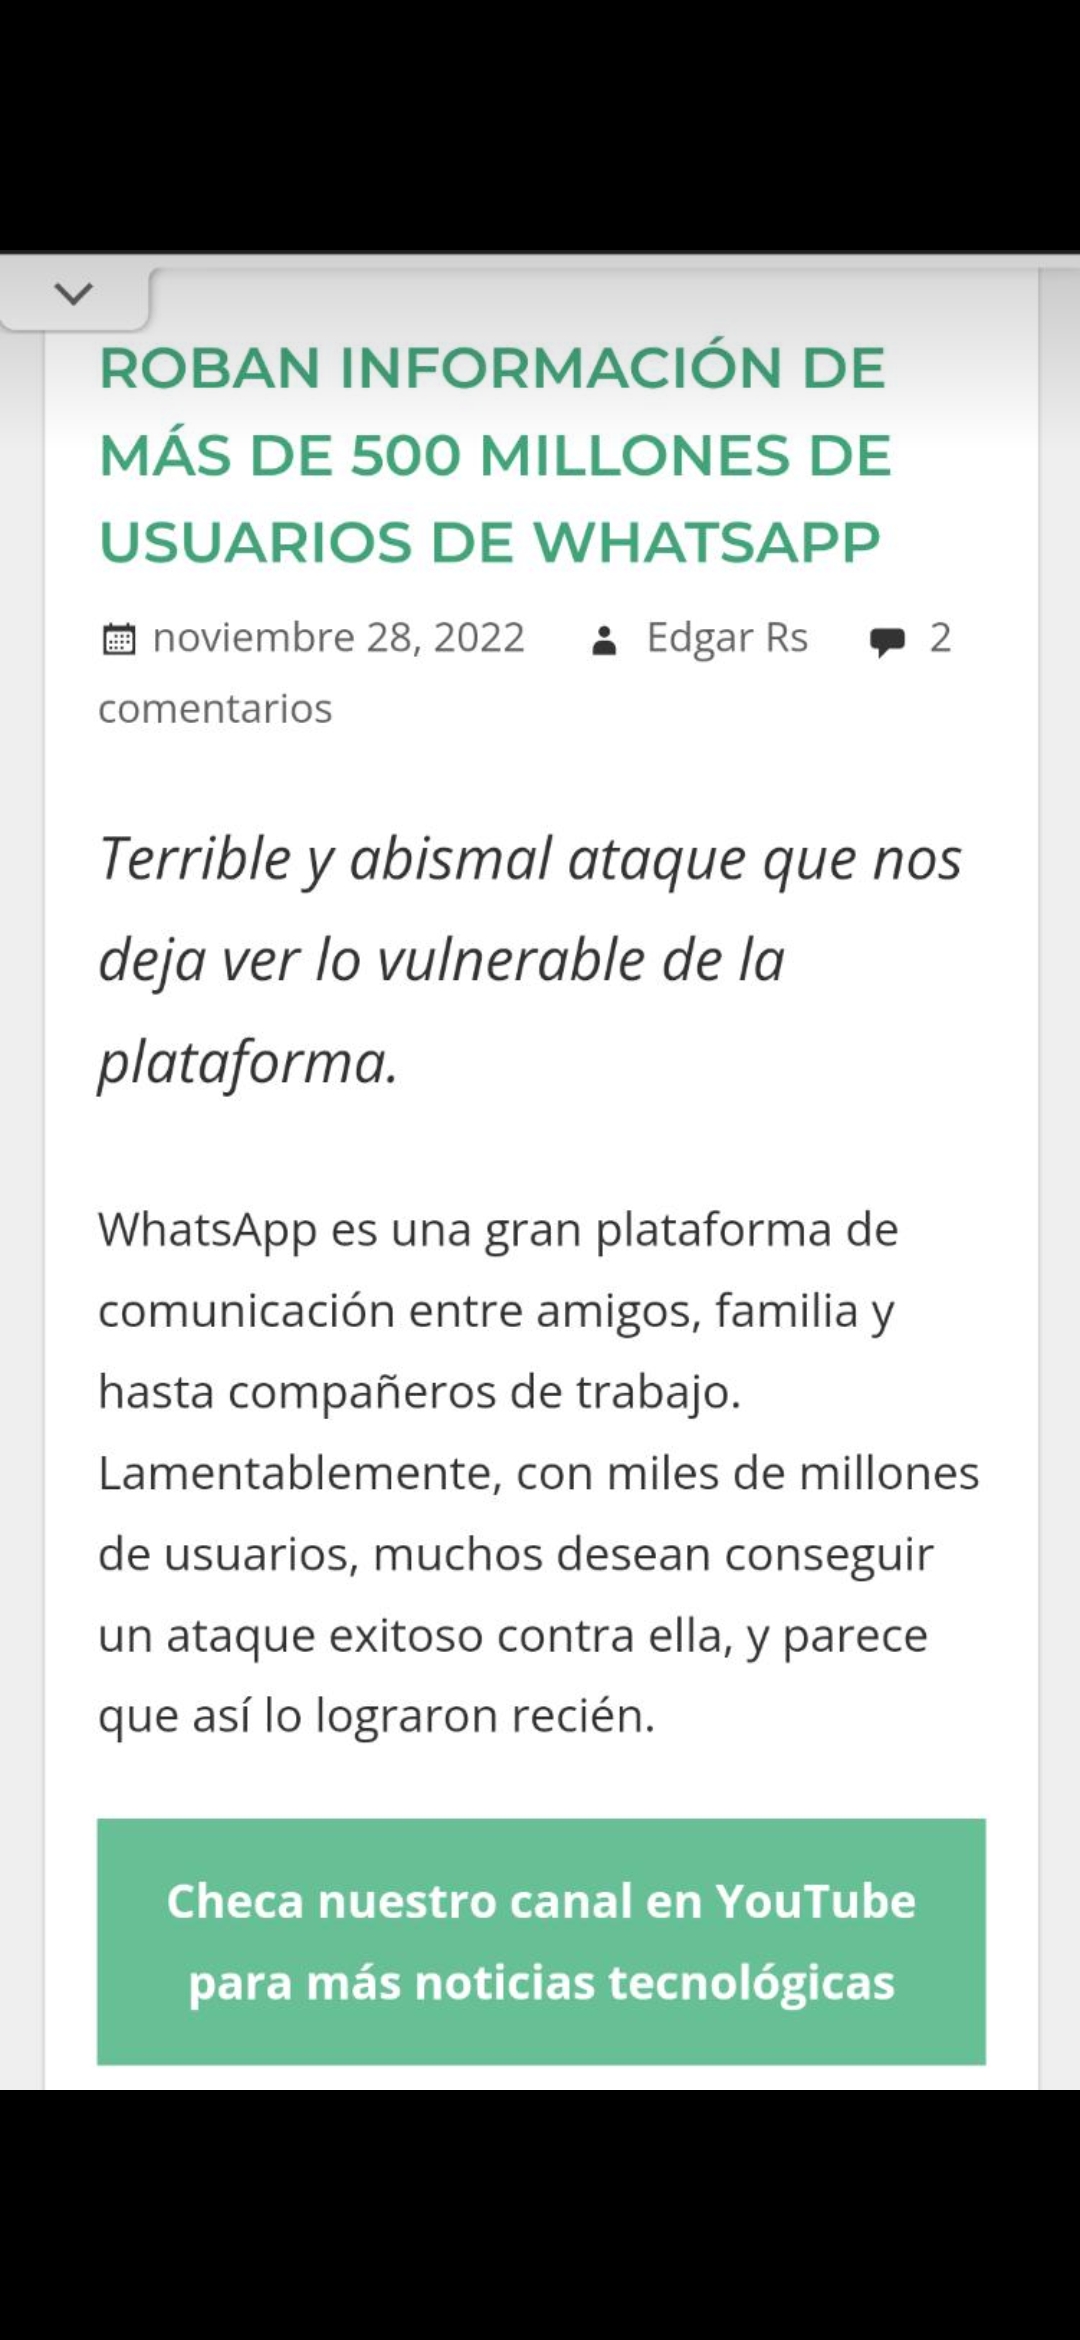 ROBAN INFORMACIÓN DE
MÁS DE 500 MILLONES DE
USUARIOS DE WHATSAPP
noviembre 28, 2022 Edgar Rs 2
comentarios
Terrible y abismal ataque que nos
deja ver lo vulnerable de la
plataforma.
WhatsApp es una gran plataforma de
comunicación entre amigos, familia y
hasta compañeros de trabajo.
Lamentablemente, con miles de millones
de usuarios, muchos desean conseguir
un ataque exitoso contra ella, y parece
que así lo lograron recién.
Checa nuestro canal en YouTube
para más noticias tecnológicas